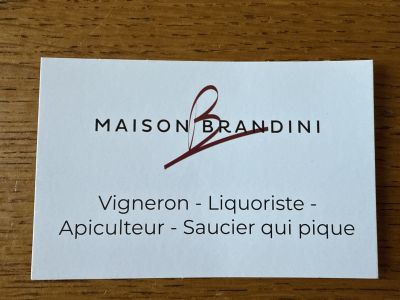 MAISON BRANDINI
Vigneron - Liquoriste -
Apiculteur - Saucier qui pique